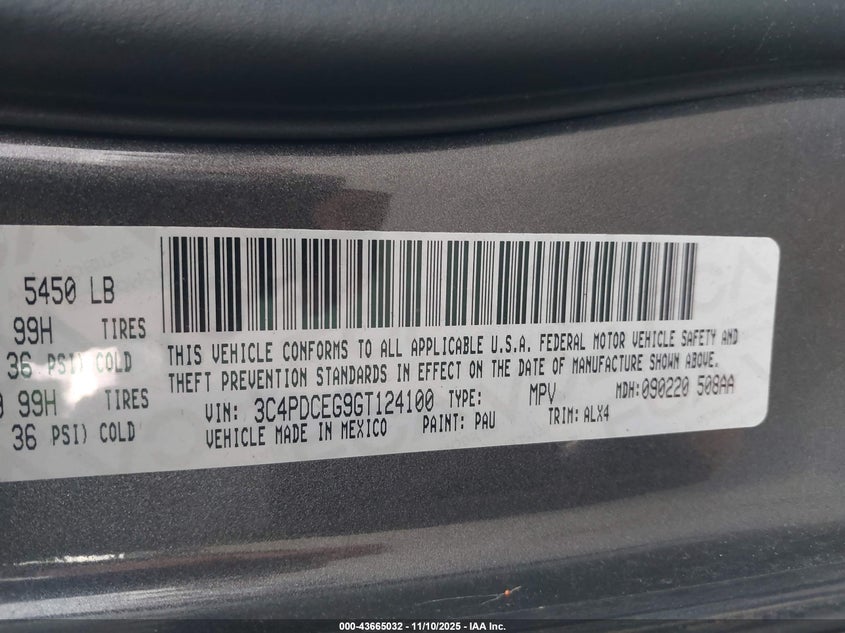 5450 LB
99H TIRES
36 PSI) COLD
99H TIRES
36 PSI) COLD
THIS VEHICLE CONFORMS TO ALL APPLICABLE U.S.A. FEDERAL MOTOR VEHICLE SAFETY AND
THEFT PREVENTION STANDARDS IN EFFECT ON THE DATE OF MANUFACTURE SHOWN ABOVE.
VIN: 3C4PDCEG9GT124100 TYPE: MPV MDH: 090220 508AA
VEHICLE MADE IN MEXICO PAINT: PAU TRIM: ALX4
000-43665032 - 11/10/2025 - IAA Inc.